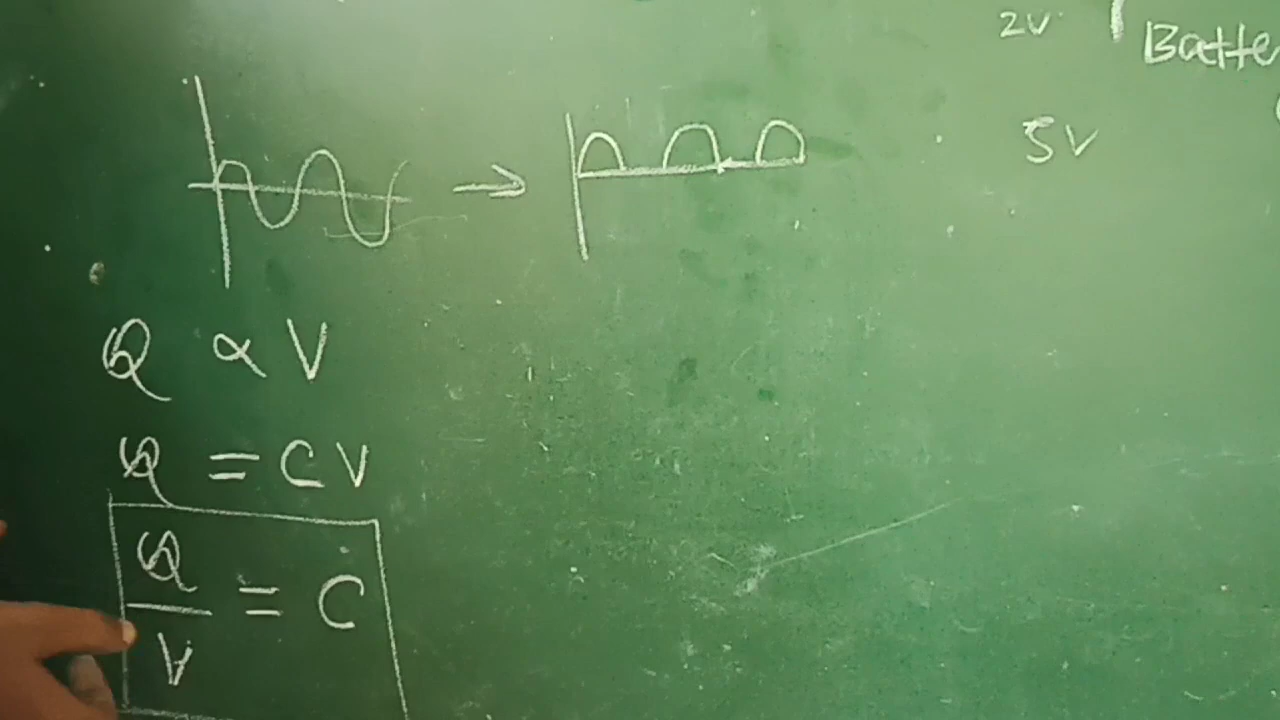 2V
Batte
5V
Q ∝ V
Q = CV
Q/V = C